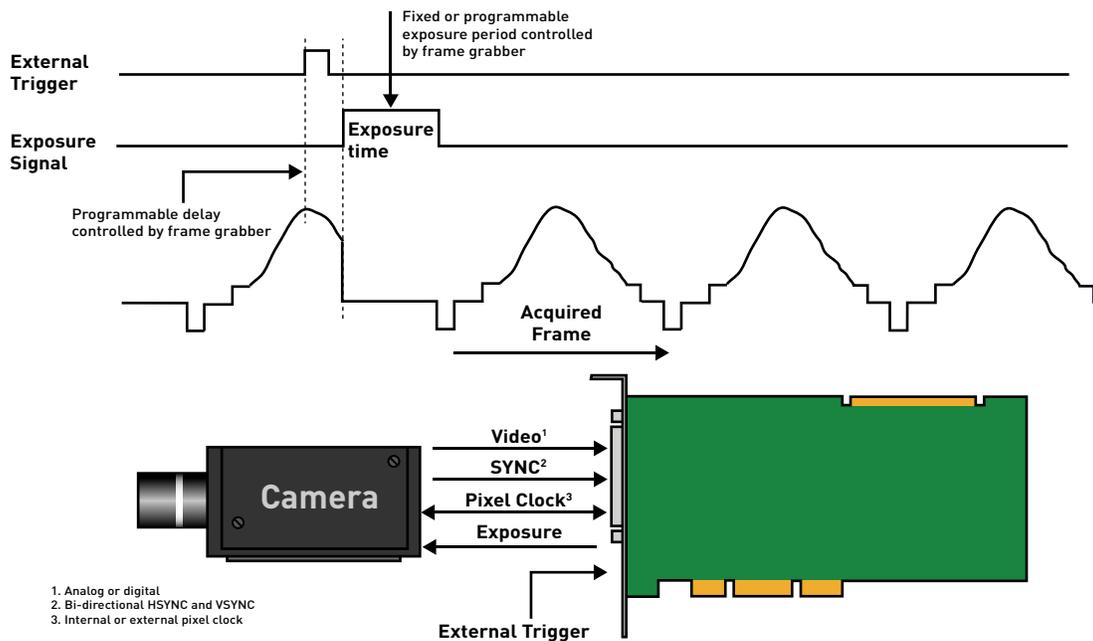 Fixed or programmable
exposure period controlled
by frame grabber
External
Trigger
Exposure
Signal
Exposure
time
Programmable delay
controlled by frame grabber
Acquired
Frame
Video¹
SYNC²
Pixel Clock³
Exposure
Camera
External Trigger
1. Analog or digital
2. Bi-directional HSYNC and VSYNC
3. Internal or external pixel clock